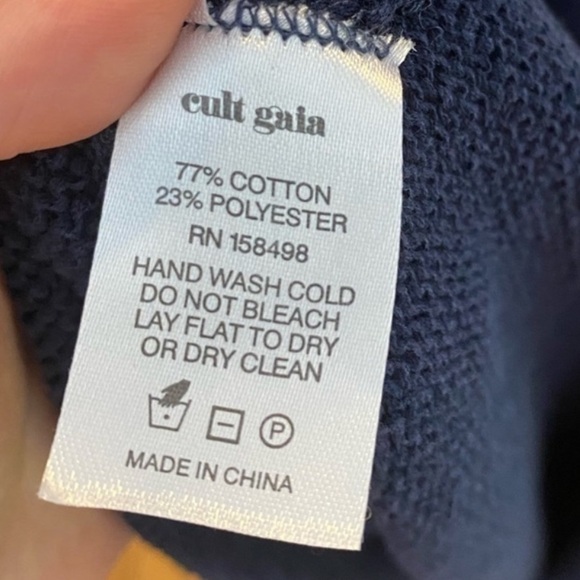 cult gaia
77% COTTON
23% POLYESTER
RN 158498
HAND WASH COLD
DO NOT BLEACH
LAY FLAT TO DRY
OR DRY CLEAN
P
MADE IN CHINA